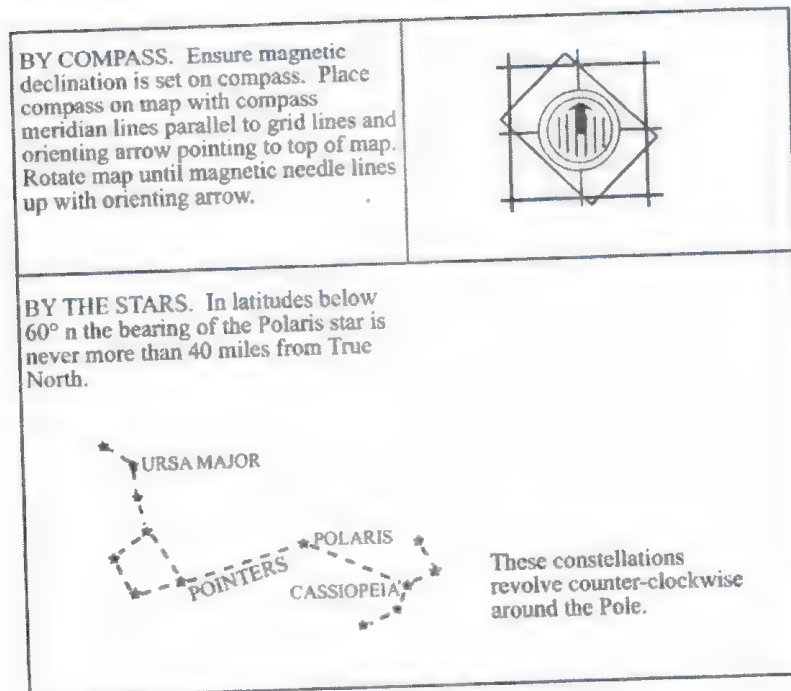 BY COMPASS. Ensure magnetic
declination is set on compass. Place
compass on map with compass
meridian lines parallel to grid lines and
orienting arrow pointing to top of map.
Rotate map until magnetic needle lines
up with orienting arrow.
BY THE STARS. In latitudes below
60° n the bearing of the Polaris star is
never more than 40 miles from True
North.
URSA MAJOR
POLARIS
POINTERS
CASSIOPEIA
These constellations
revolve counter-clockwise
around the Pole.